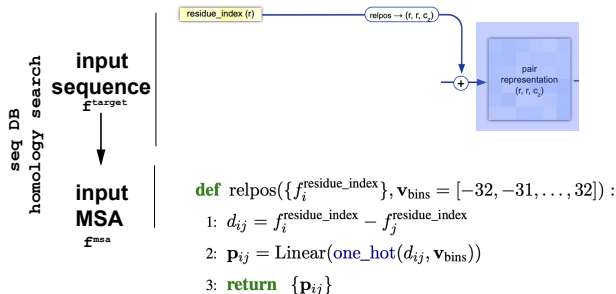 seq DB
homology search
input
sequence
f^target
input
MSA
f^msa
residue_index (r)
relpos → (r, r, c_z)
+
pair
representation
(r, r, c_z)
def relpos({f_i^residue_index}, v_bins = [−32, −31, . . . , 32]) :
1: d_ij = f_i^residue_index − f_j^residue_index
2: p_ij = Linear(one_hot(d_ij, v_bins))
3: return {p_ij}